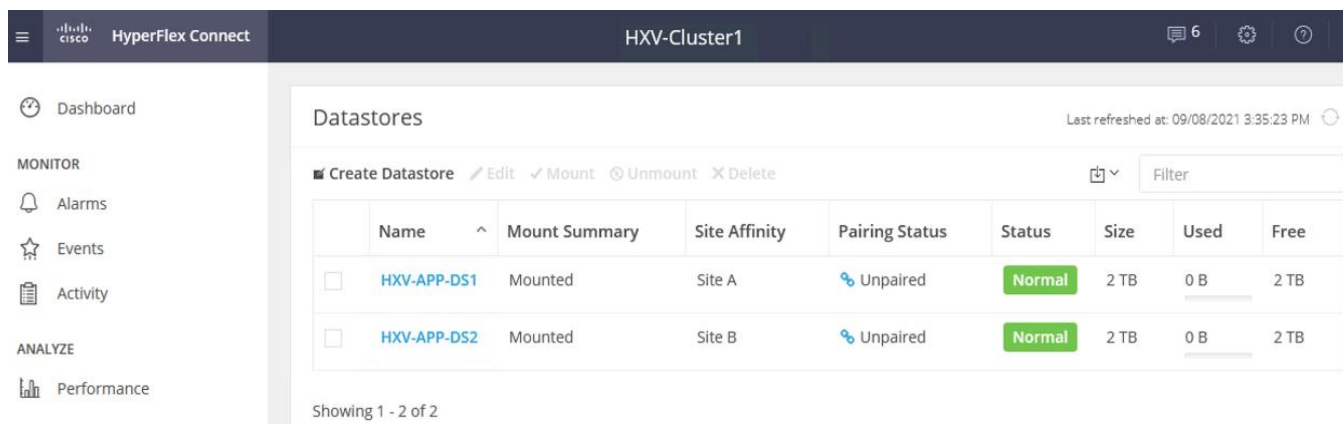 CISCO HyperFlex Connect HXV-Cluster1 6
Dashboard
MONITOR
Alarms
Events
Activity
ANALYZE
Performance
Datastores Last refreshed at: 09/08/2021 3:35:23 PM
Create Datastore Edit Mount Unmount Delete Filter
Name Mount Summary Site Affinity Pairing Status Status Size Used Free
HXV-APP-DS1 Mounted Site A Unpaired Normal 2 TB 0 B 2 TB
HXV-APP-DS2 Mounted Site B Unpaired Normal 2 TB 0 B 2 TB
Showing 1 - 2 of 2